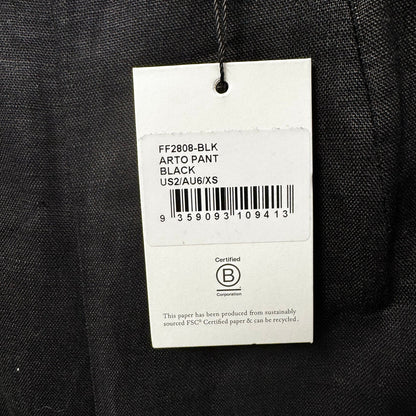 FF2808-BLK
ARTO PANT
BLACK
US2/AU6/XS
9 359093 109413
Certified
B
Corporation
This paper has been produced from sustainably
sourced FSC® Certified paper & can be recycled.